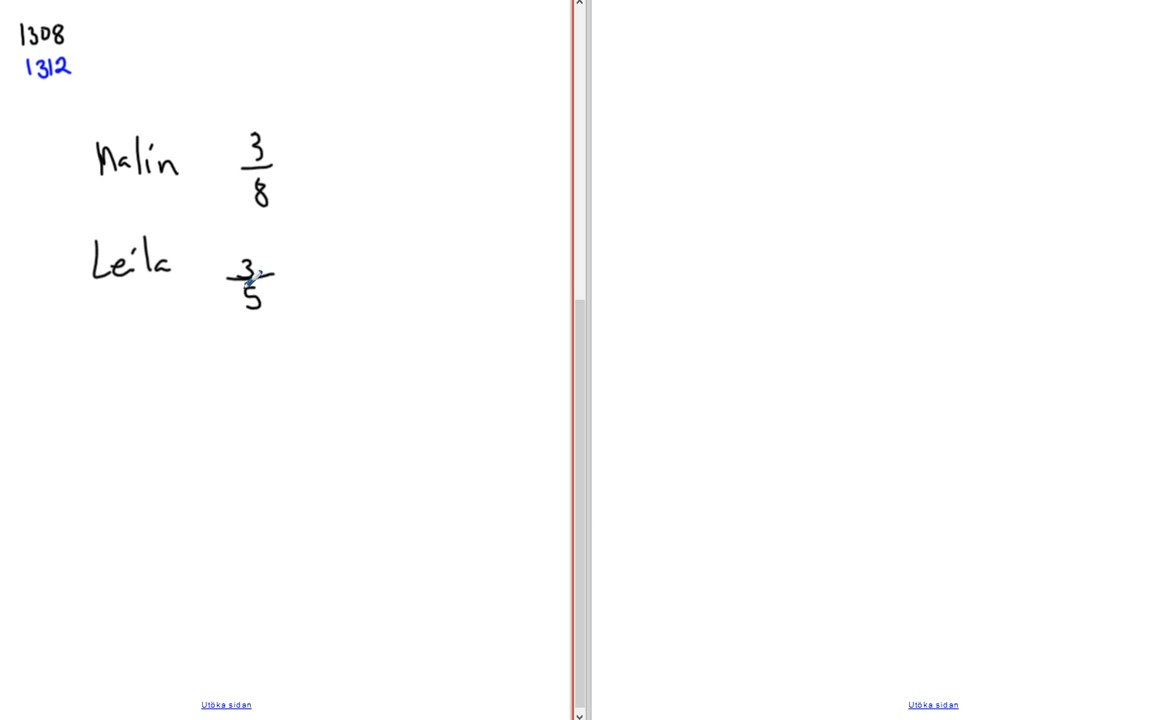 1308
1312
Malin 3/8
Leila 3/5
Utöka sidan
Utöka sidan